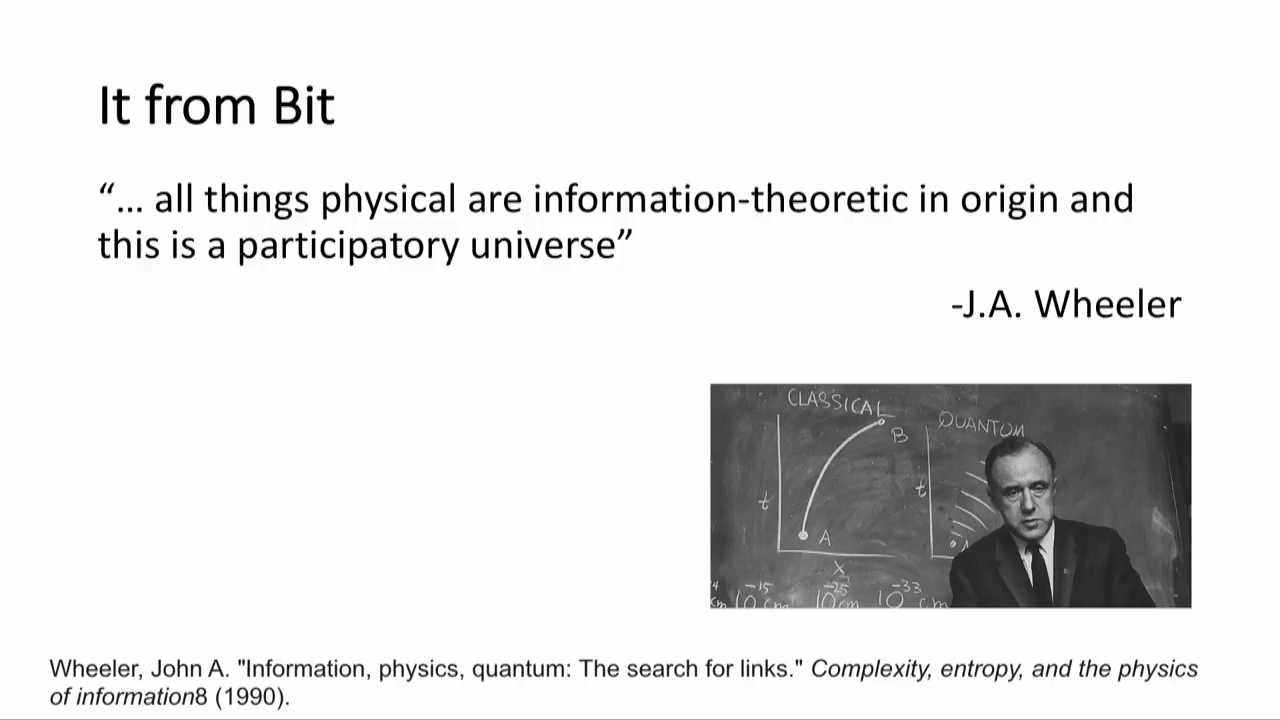 It from Bit
“... all things physical are information-theoretic in origin and
this is a participatory universe”
-J.A. Wheeler
CLASSICAL
QUANTUM
B
t
t
A
X
cm 10^-15 cm 10^-25 cm 10^-33 cm
Wheeler, John A. "Information, physics, quantum: The search for links." Complexity, entropy, and the physics
of information8 (1990).